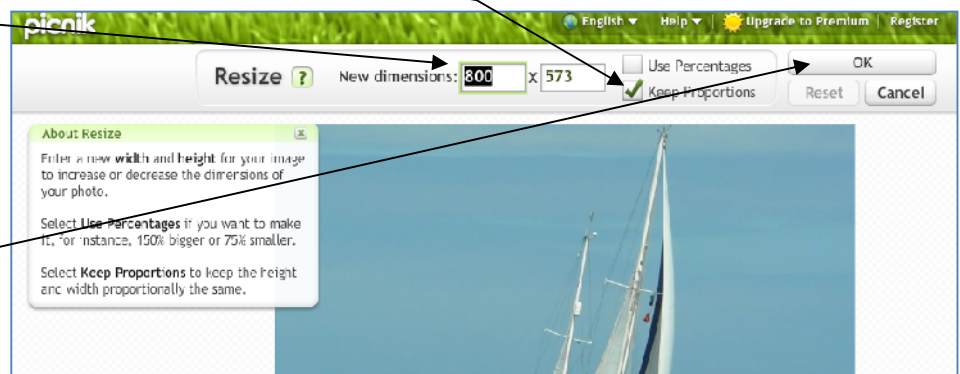 picnik English ▼ Help ▼ Upgrade to Premium Register
Resize ? New dimensions: 800 x 573 Use Percentages OK
Keep Proportions Reset Cancel
About Resize x
Enter a new width and height for your image
to increase or decrease the dimensions of
your photo.
Select Use Percentages if you want to make
it, for instance, 150% bigger or 75% smaller.
Select Keep Proportions to keep the height
and width proportionally the same.